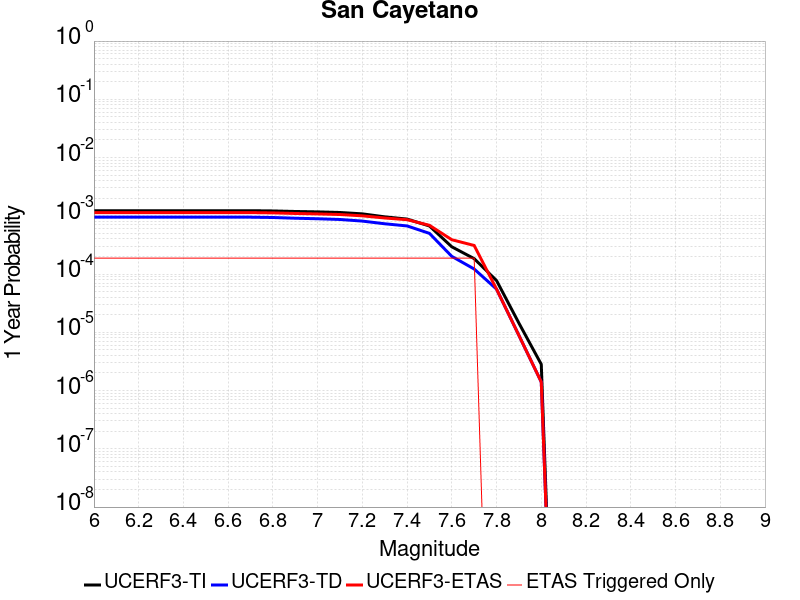 San Cayetano
10^0
10^-1
10^-2
10^-3
10^-4
10^-5
10^-6
10^-7
10^-8
1 Year Probability
6 6.2 6.4 6.6 6.8 7 7.2 7.4 7.6 7.8 8 8.2 8.4 8.6 8.8 9
Magnitude
UCERF3-TI UCERF3-TD UCERF3-ETAS ETAS Triggered Only